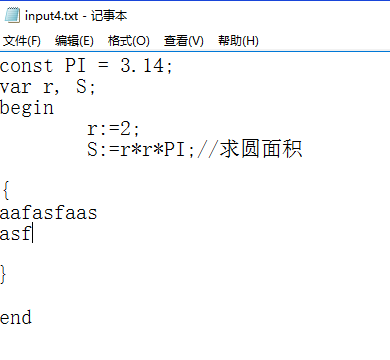 input4.txt - 记事本
文件(F) 编辑(E) 格式(O) 查看(V) 帮助(H)
const PI = 3.14;
var r, S;
begin
r:=2;
S:=r*r*PI;//求圆面积
{
aafasfaas
asf
}
end